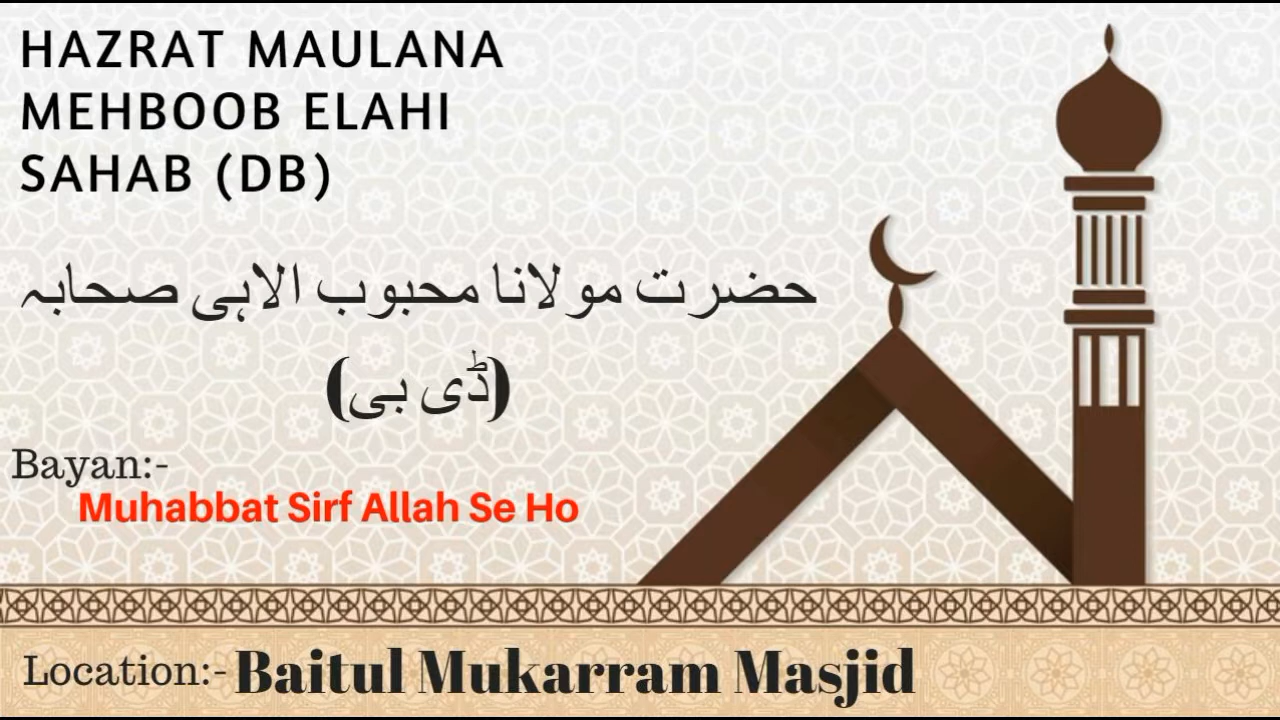 HAZRAT MAULANA
MEHBOOB ELAHI
SAHAB (DB)
حضرت مولانا محبوب الاہی صحابہ
(ڈی بی)
Bayan:-
Muhabbat Sirf Allah Se Ho
Location:- Baitul Mukarram Masjid